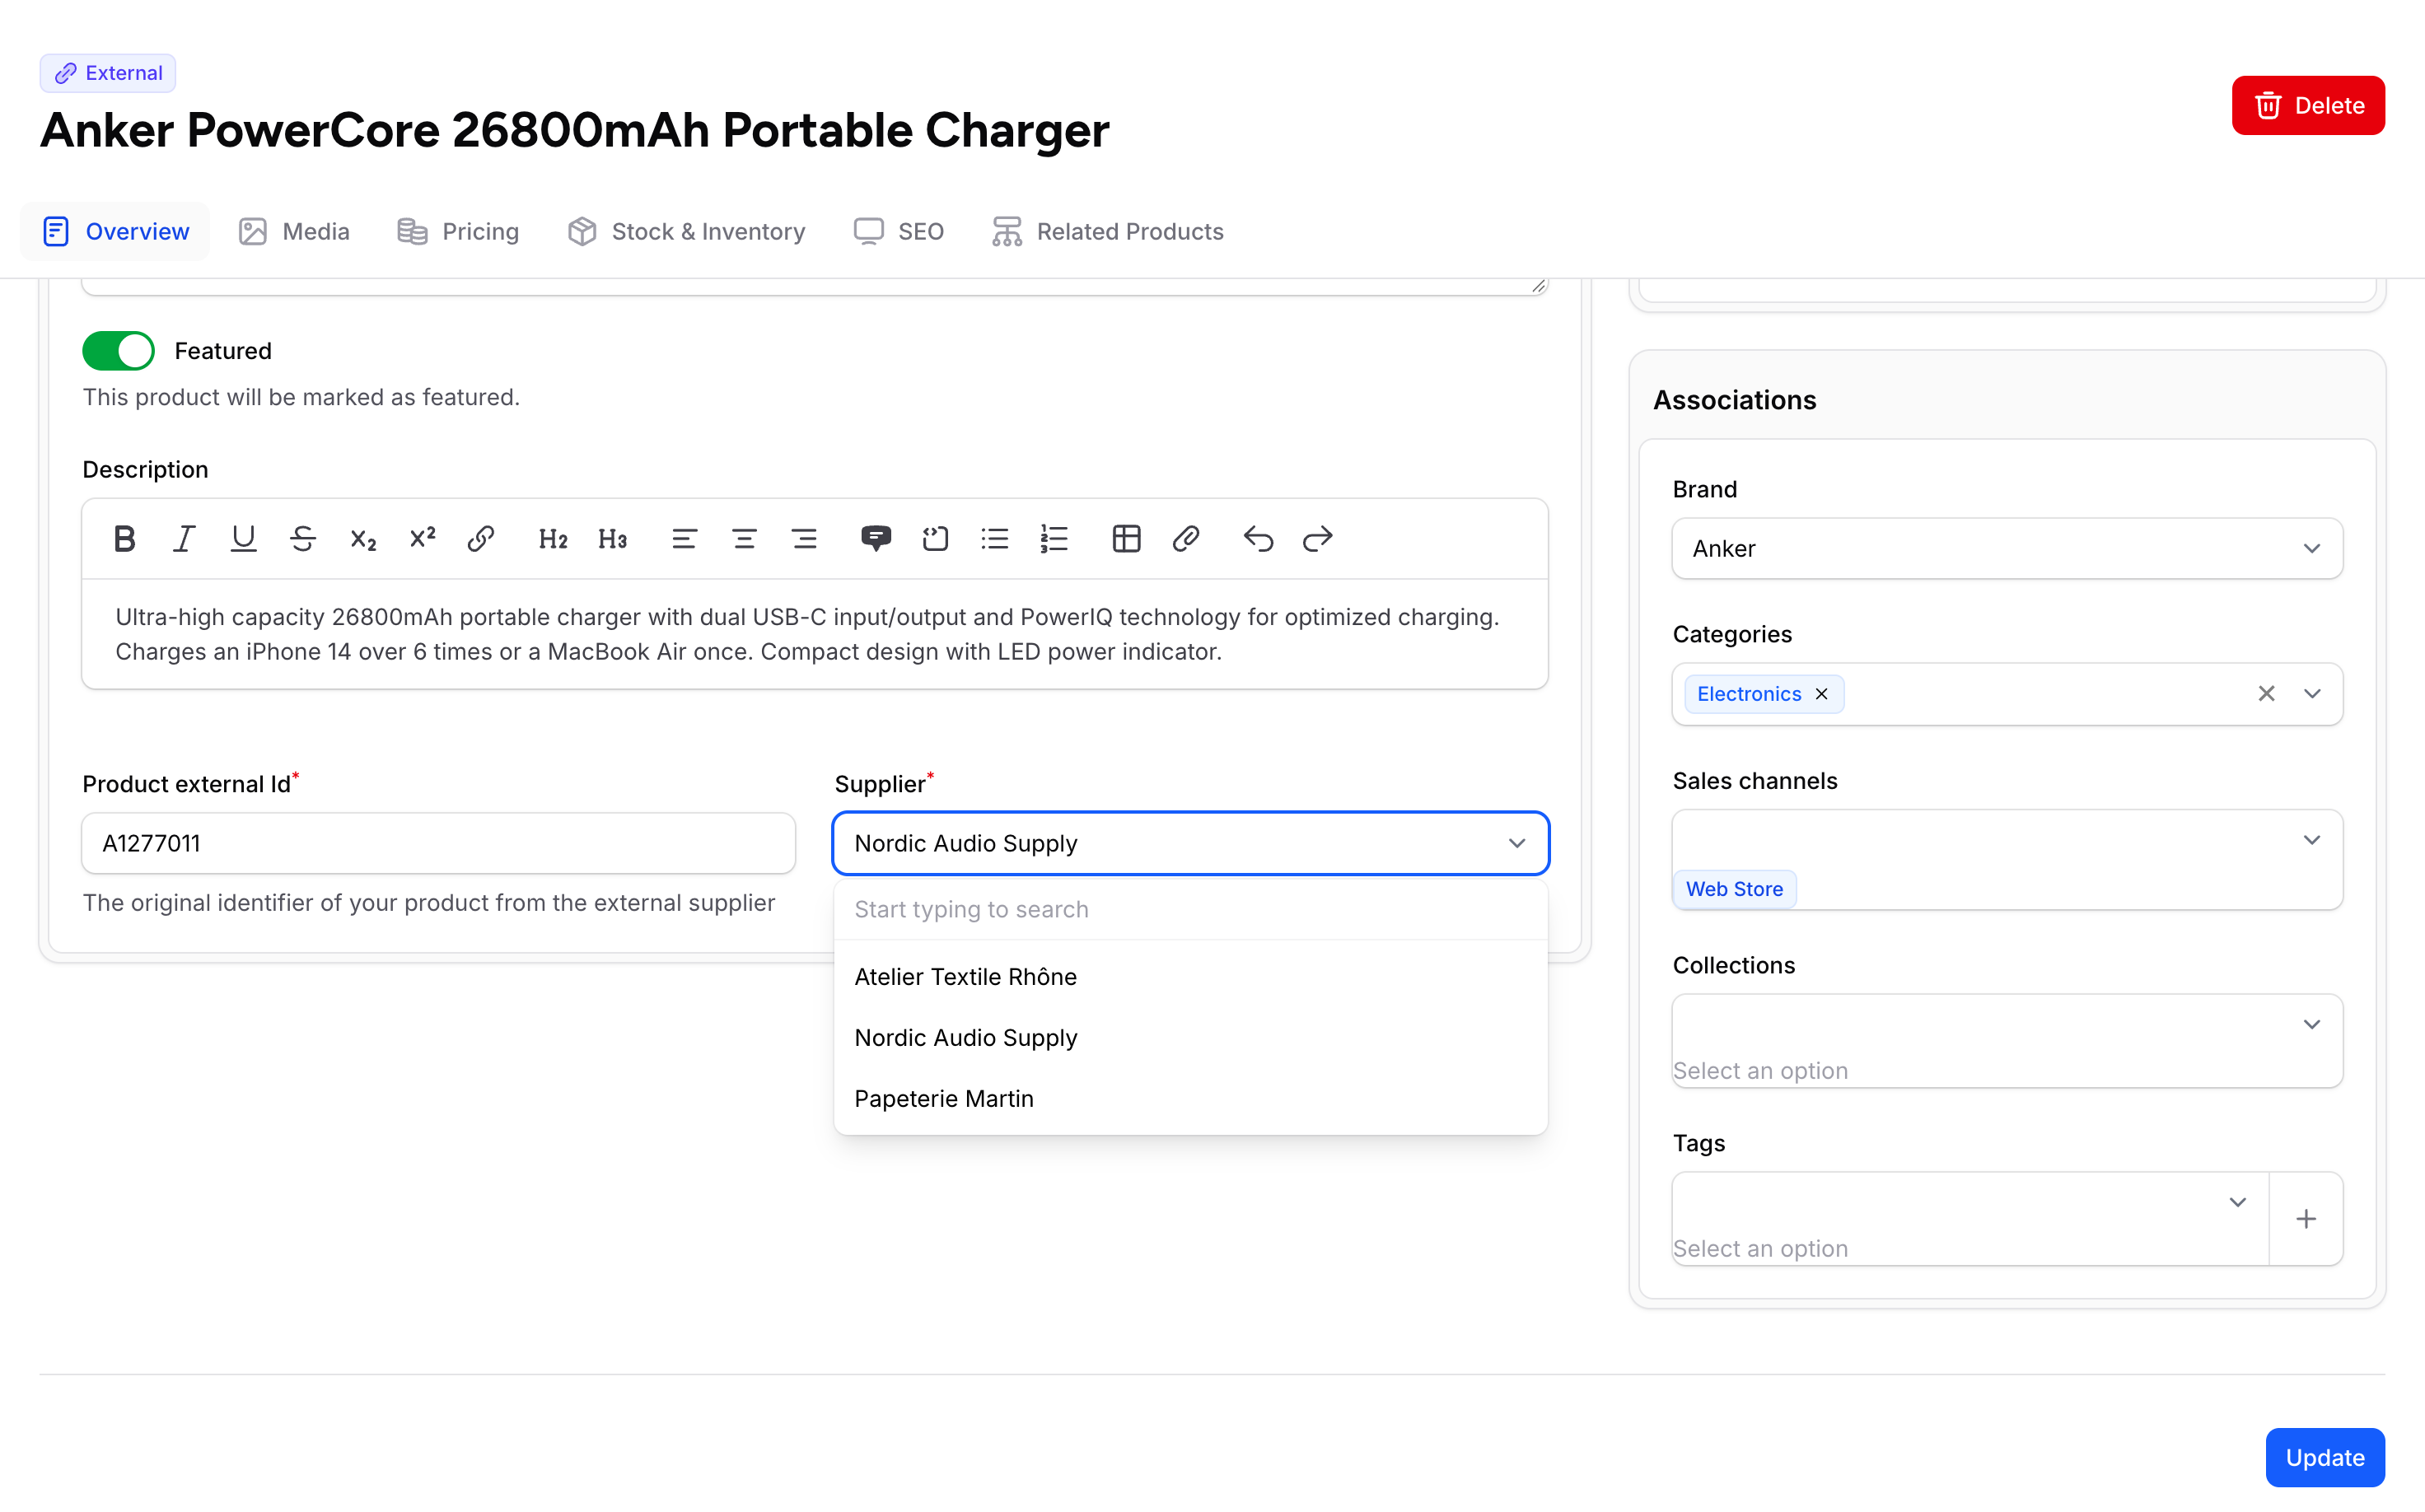 External
Anker PowerCore 26800mAh Portable Charger
Delete
Overview
Media
Pricing
Stock & Inventory
SEO
Related Products
Featured
This product will be marked as featured.
Description
B I U S X₂ X² H2 H3
Ultra-high capacity 26800mAh portable charger with dual USB-C input/output and PowerIQ technology for optimized charging.
Charges an iPhone 14 over 6 times or a MacBook Air once. Compact design with LED power indicator.
Product external Id*
A1277011
The original identifier of your product from the external supplier
Supplier*
Nordic Audio Supply
Start typing to search
Atelier Textile Rhône
Nordic Audio Supply
Papeterie Martin
Associations
Brand
Anker
Categories
Electronics
Sales channels
Web Store
Collections
Select an option
Tags
Select an option
Update